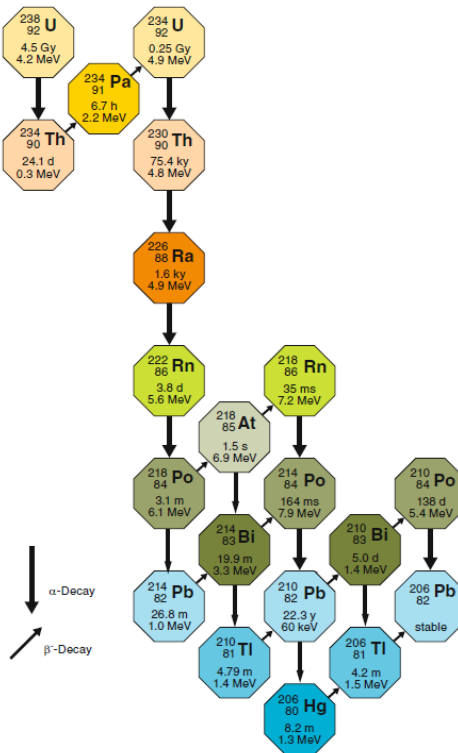 238 92 U
4.5 Gy
4.2 MeV
234 91 Pa
6.7 h
2.2 MeV
234 92 U
0.25 Gy
4.9 MeV
234 90 Th
24.1 d
0.3 MeV
230 90 Th
75.4 ky
4.8 MeV
226 88 Ra
1.6 ky
4.9 MeV
222 86 Rn
3.8 d
5.6 MeV
218 85 At
1.5 s
6.9 MeV
218 86 Rn
35 ms
7.2 MeV
218 84 Po
3.1 m
6.1 MeV
214 83 Bi
19.9 m
3.3 MeV
214 84 Po
164 ms
7.9 MeV
210 83 Bi
5.0 d
1.4 MeV
210 84 Po
138 d
5.4 MeV
214 82 Pb
26.8 m
1.0 MeV
210 81 Tl
4.79 m
1.4 MeV
210 82 Pb
22.3 y
60 keV
206 81 Tl
4.2 m
1.5 MeV
206 82 Pb
stable
206 80 Hg
8.2 m
1.3 MeV
α-Decay
β⁻-Decay